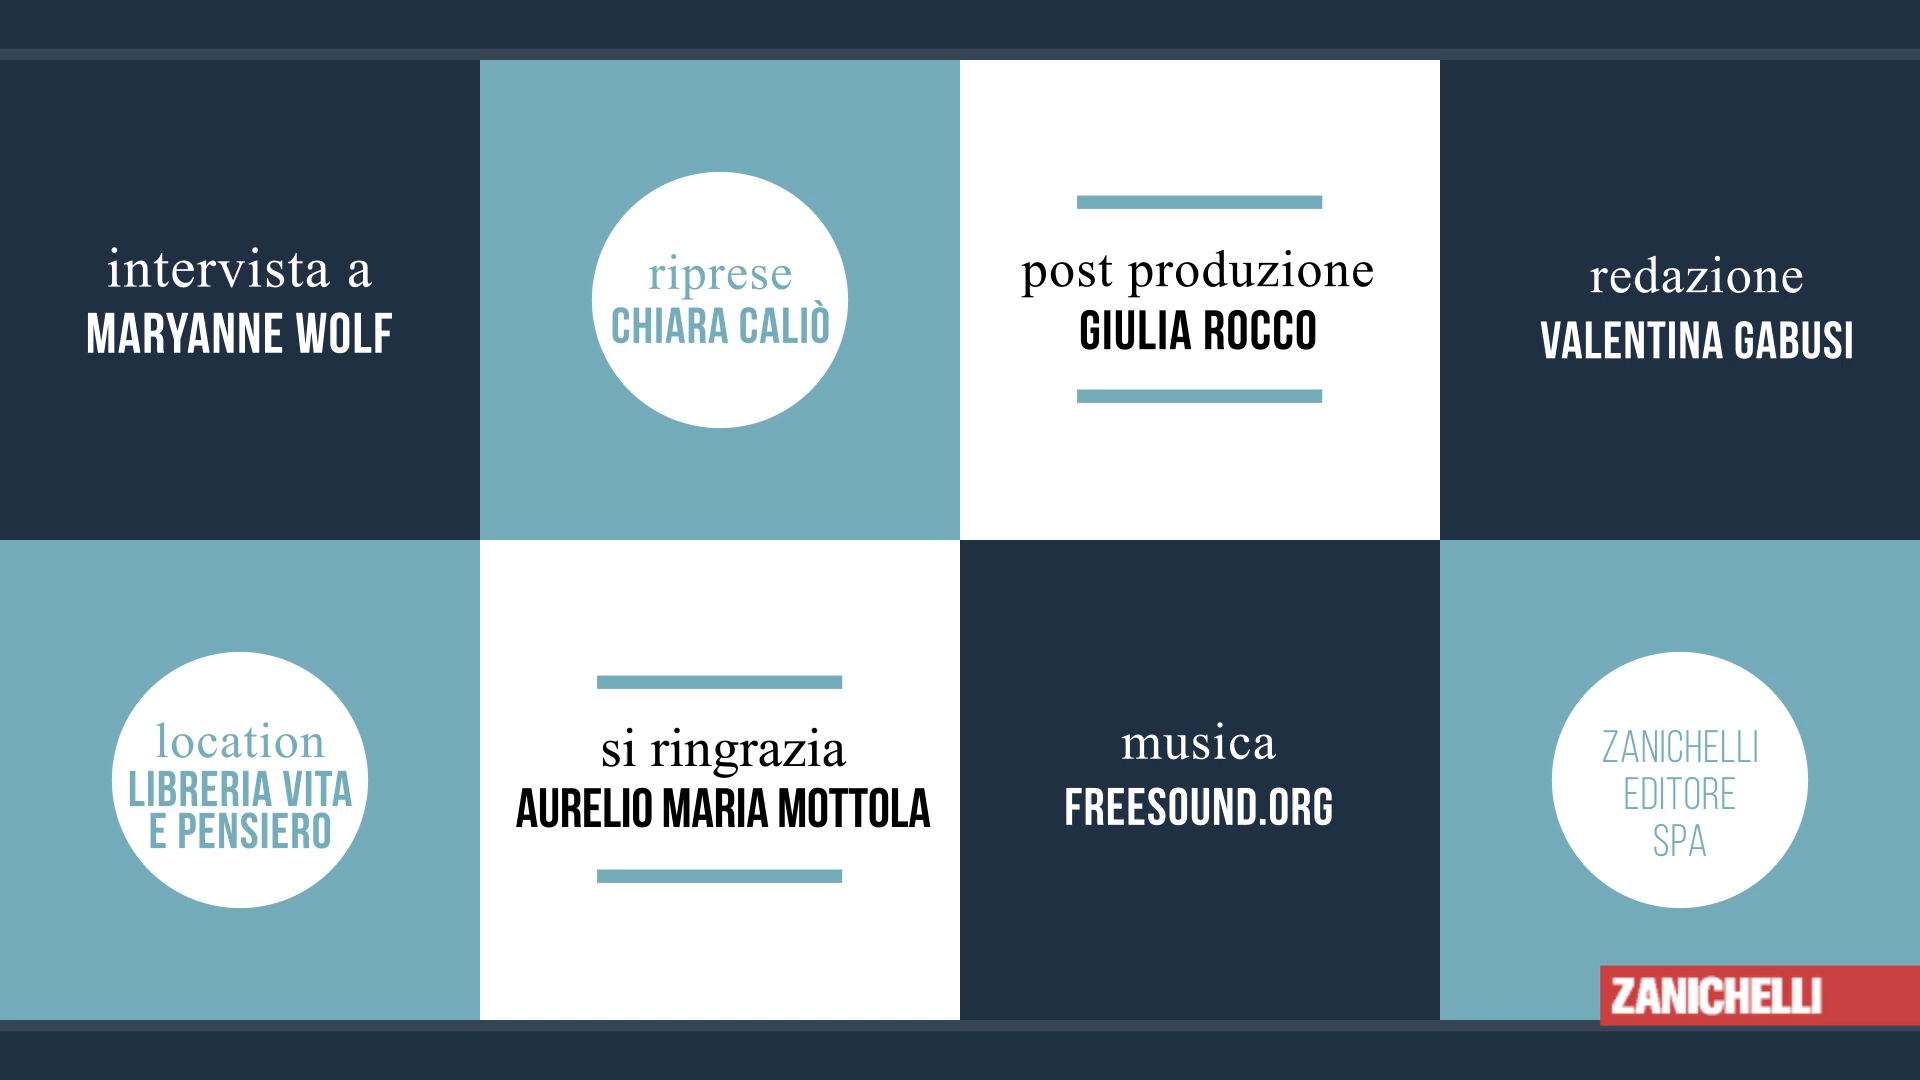 intervista a
MARYANNE WOLF
riprese
CHIARA CALIÒ
post produzione
GIULIA ROCCO
redazione
VALENTINA GABUSI
location
LIBRERIA VITA
E PENSIERO
si ringrazia
AURELIO MARIA MOTTOLA
musica
FREESOUND.ORG
ZANICHELLI
EDITORE
SPA
ZANICHELLI